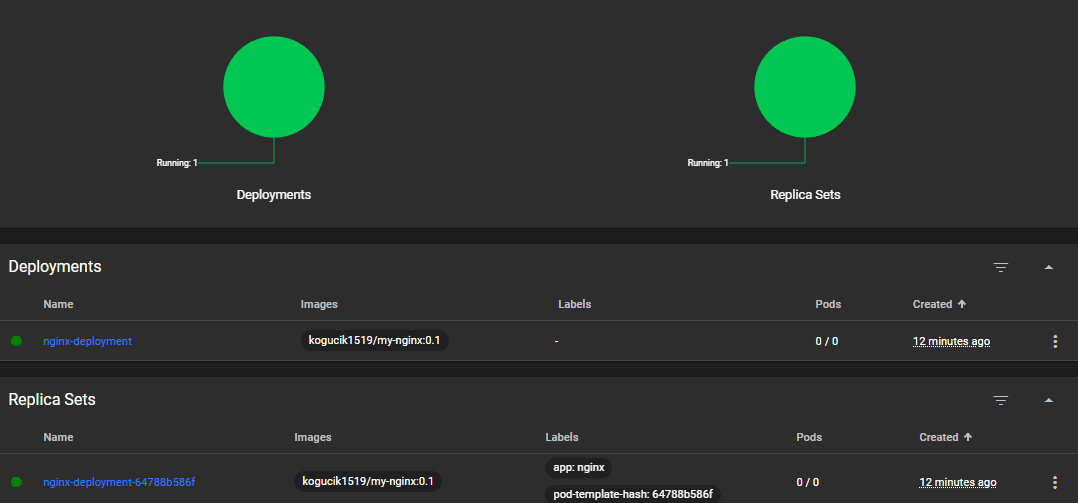 Running: 1
Running: 1
Deployments
Replica Sets
Deployments
Name Images Labels Pods Created
nginx-deployment kogucik1519/my-nginx:0.1 - 0 / 0 12 minutes ago
Replica Sets
Name Images Labels Pods Created
app: nginx
nginx-deployment-64788b586f kogucik1519/my-nginx:0.1 0 / 0 12 minutes ago
pod-template-hash: 64788b586f